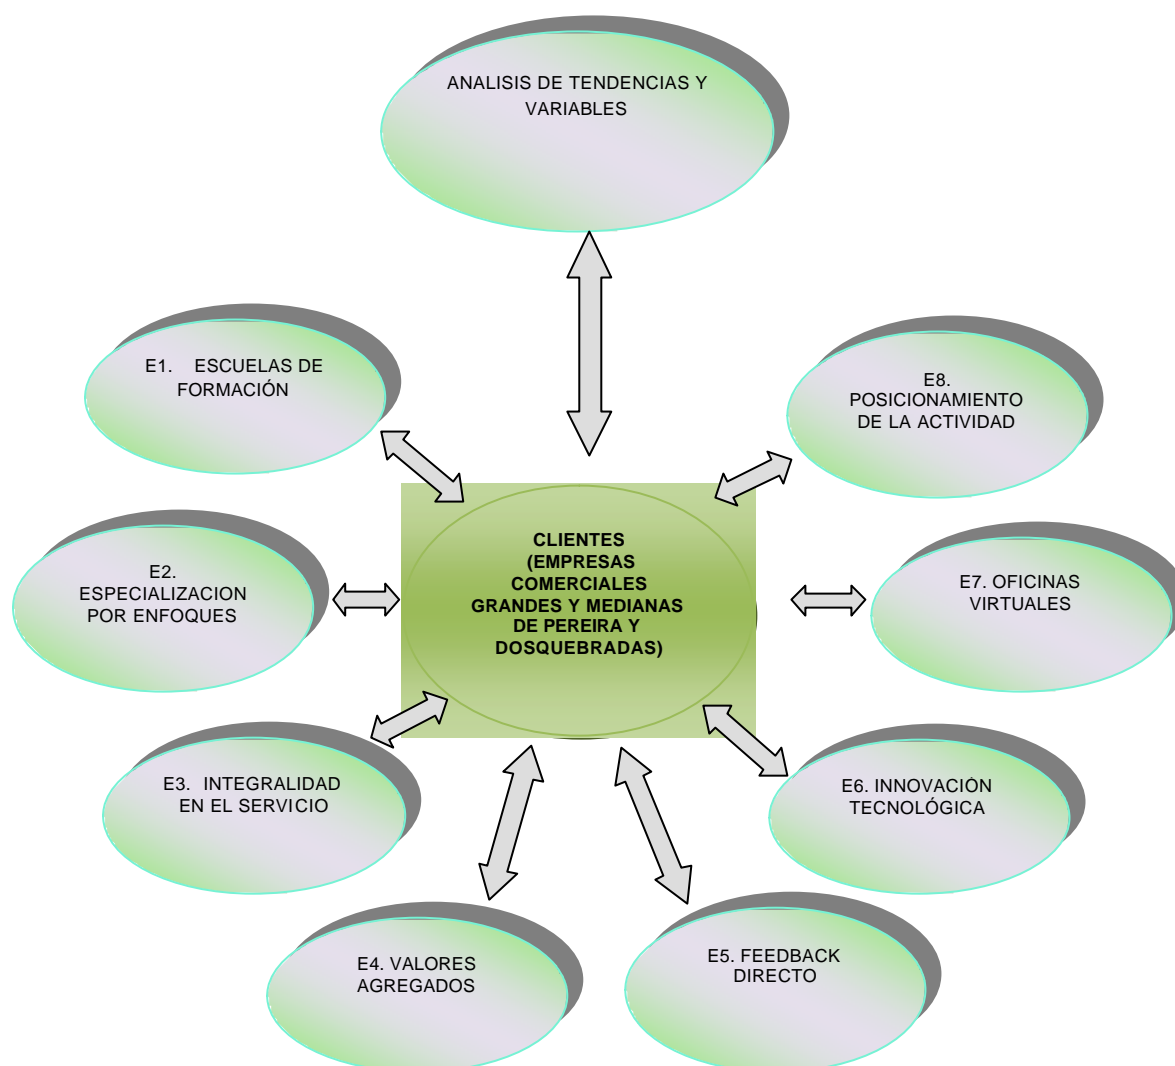 ANALISIS DE TENDENCIAS Y
VARIABLES
E1. ESCUELAS DE
FORMACIÓN
E8.
POSICIONAMIENTO
DE LA ACTIVIDAD
CLIENTES
(EMPRESAS
COMERCIALES
GRANDES Y MEDIANAS
DE PEREIRA Y
DOSQUEBRADAS)
E2.
ESPECIALIZACION
POR ENFOQUES
E7. OFICINAS
VIRTUALES
E3. INTEGRALIDAD
EN EL SERVICIO
E6. INNOVACIÓN
TECNOLÓGICA
E4. VALORES
AGREGADOS
E5. FEEDBACK
DIRECTO